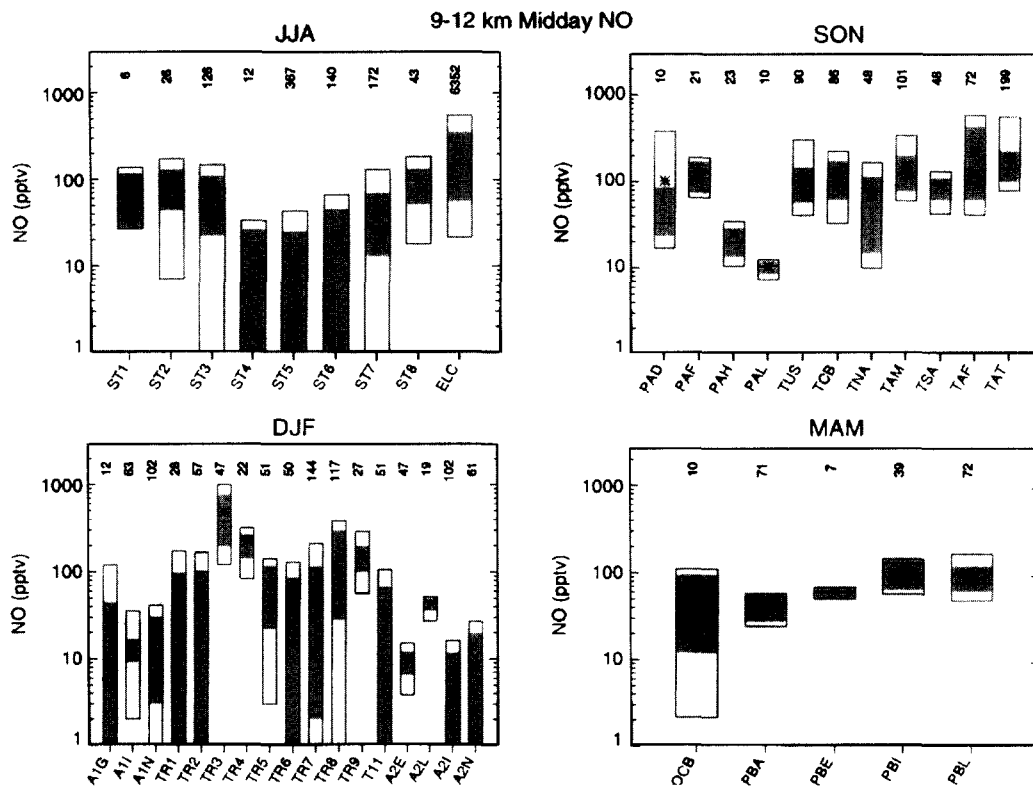 9-12 km Midday NO
JJA
6 26 126 12 367 140 172 43 6352
NO (pptv)
1000
100
10
1
ST1 ST2 ST3 ST4 ST5 ST6 ST7 ST8 ELC
SON
10 21 23 10 90 86 48 101 48 72 199
NO (pptv)
1000
100
10
1
PAD PAF PAH PAL TUS TCB TNA TAM TSA TAF TAT
DJF
12 63 102 28 57 47 22 51 50 144 117 27 51 47 19 102 61
NO (pptv)
1000
100
10
1
A1G A1I A1N TR1 TR2 TR3 TR4 TR5 TR6 TR7 TR8 TR9 T11 A2E A2L A2I A2N
MAM
10 71 7 39 72
NO (pptv)
1000
100
10
1
OCB PBA PBE PBI PBL